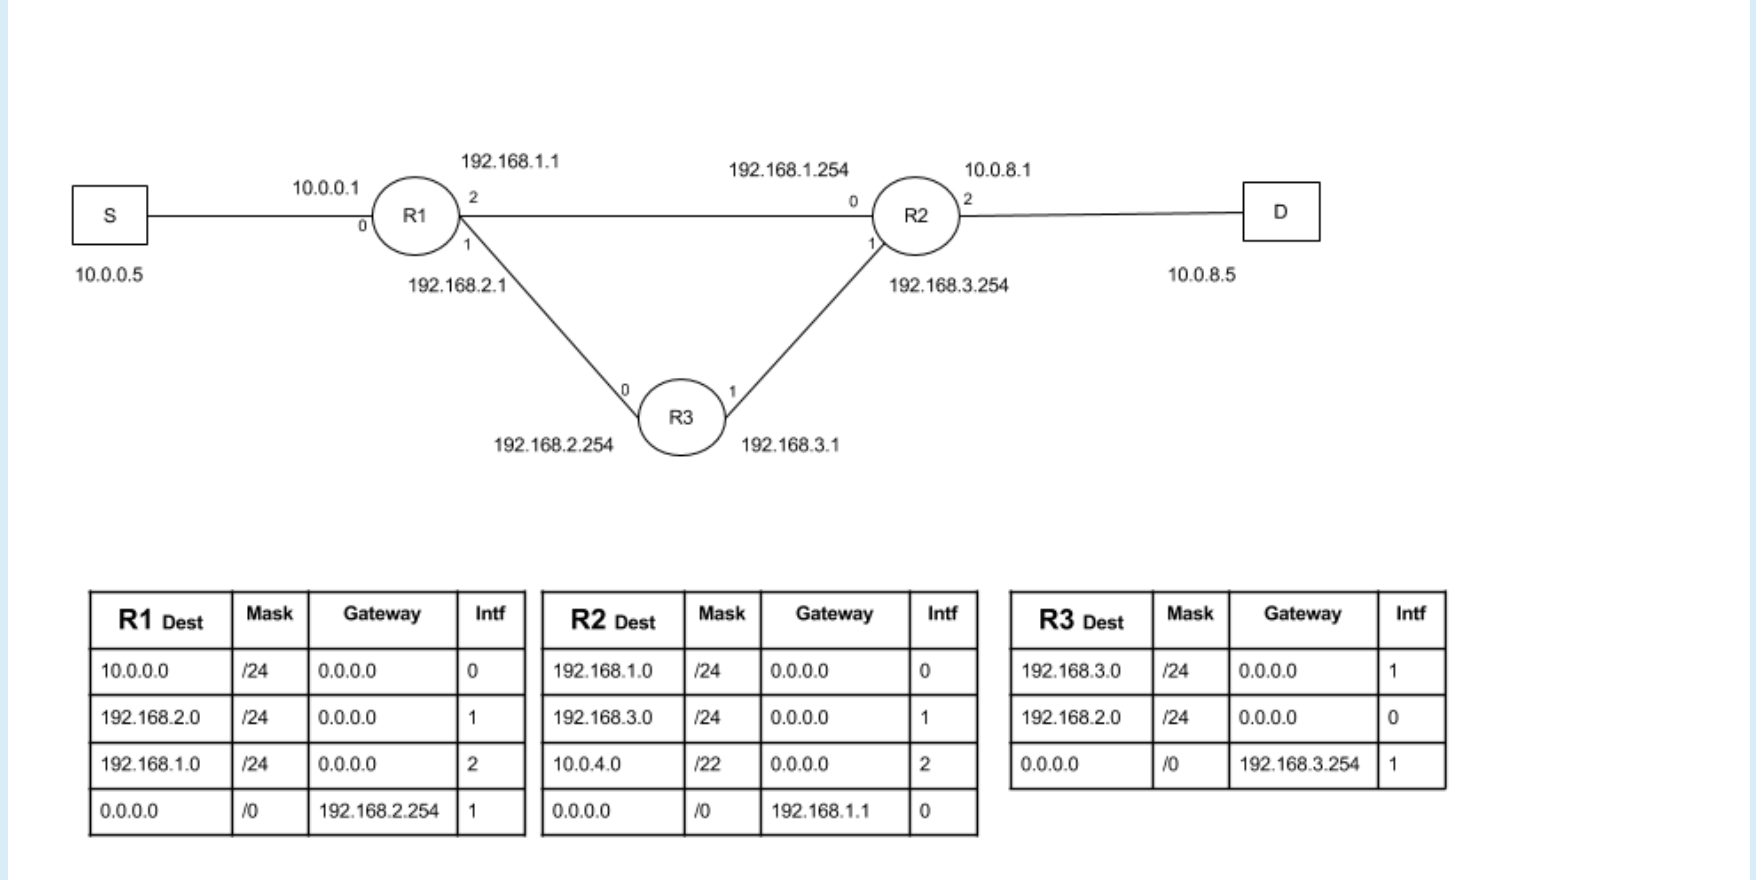 192.168.1.1
192.168.1.254
10.0.8.1
10.0.0.1
2
0
2
S
R1
R2
D
0
1
1
10.0.0.5
192.168.2.1
192.168.3.254
10.0.8.5
0
1
R3
192.168.2.254
192.168.3.1
R1 Dest Mask Gateway Intf
10.0.0.0 /24 0.0.0.0 0
192.168.2.0 /24 0.0.0.0 1
192.168.1.0 /24 0.0.0.0 2
0.0.0.0 /0 192.168.2.254 1
R2 Dest Mask Gateway Intf
192.168.1.0 /24 0.0.0.0 0
192.168.3.0 /24 0.0.0.0 1
10.0.4.0 /22 0.0.0.0 2
0.0.0.0 /0 192.168.1.1 0
R3 Dest Mask Gateway Intf
192.168.3.0 /24 0.0.0.0 1
192.168.2.0 /24 0.0.0.0 0
0.0.0.0 /0 192.168.3.254 1